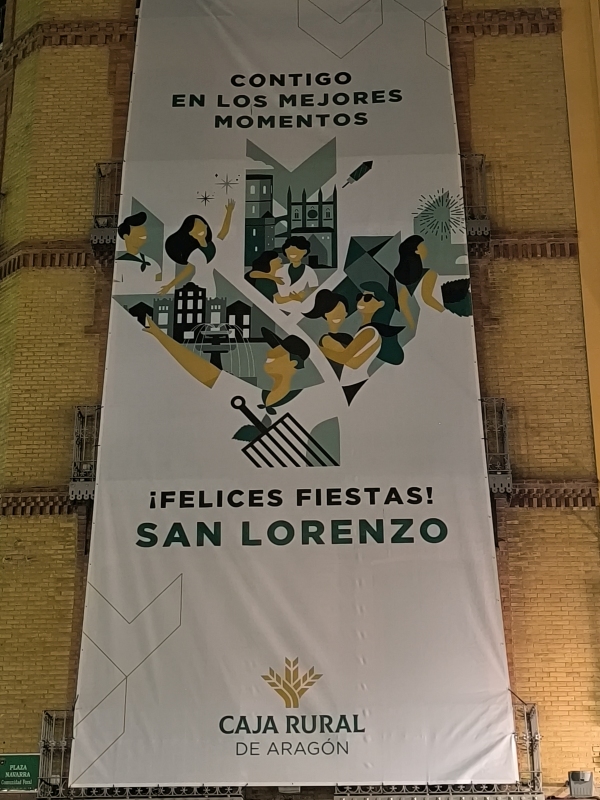 CONTIGO
EN LOS MEJORES
MOMENTOS
¡FELICES FIESTAS!
SAN LORENZO
CAJA RURAL
DE ARAGÓN
PLAZA
NAVARRA